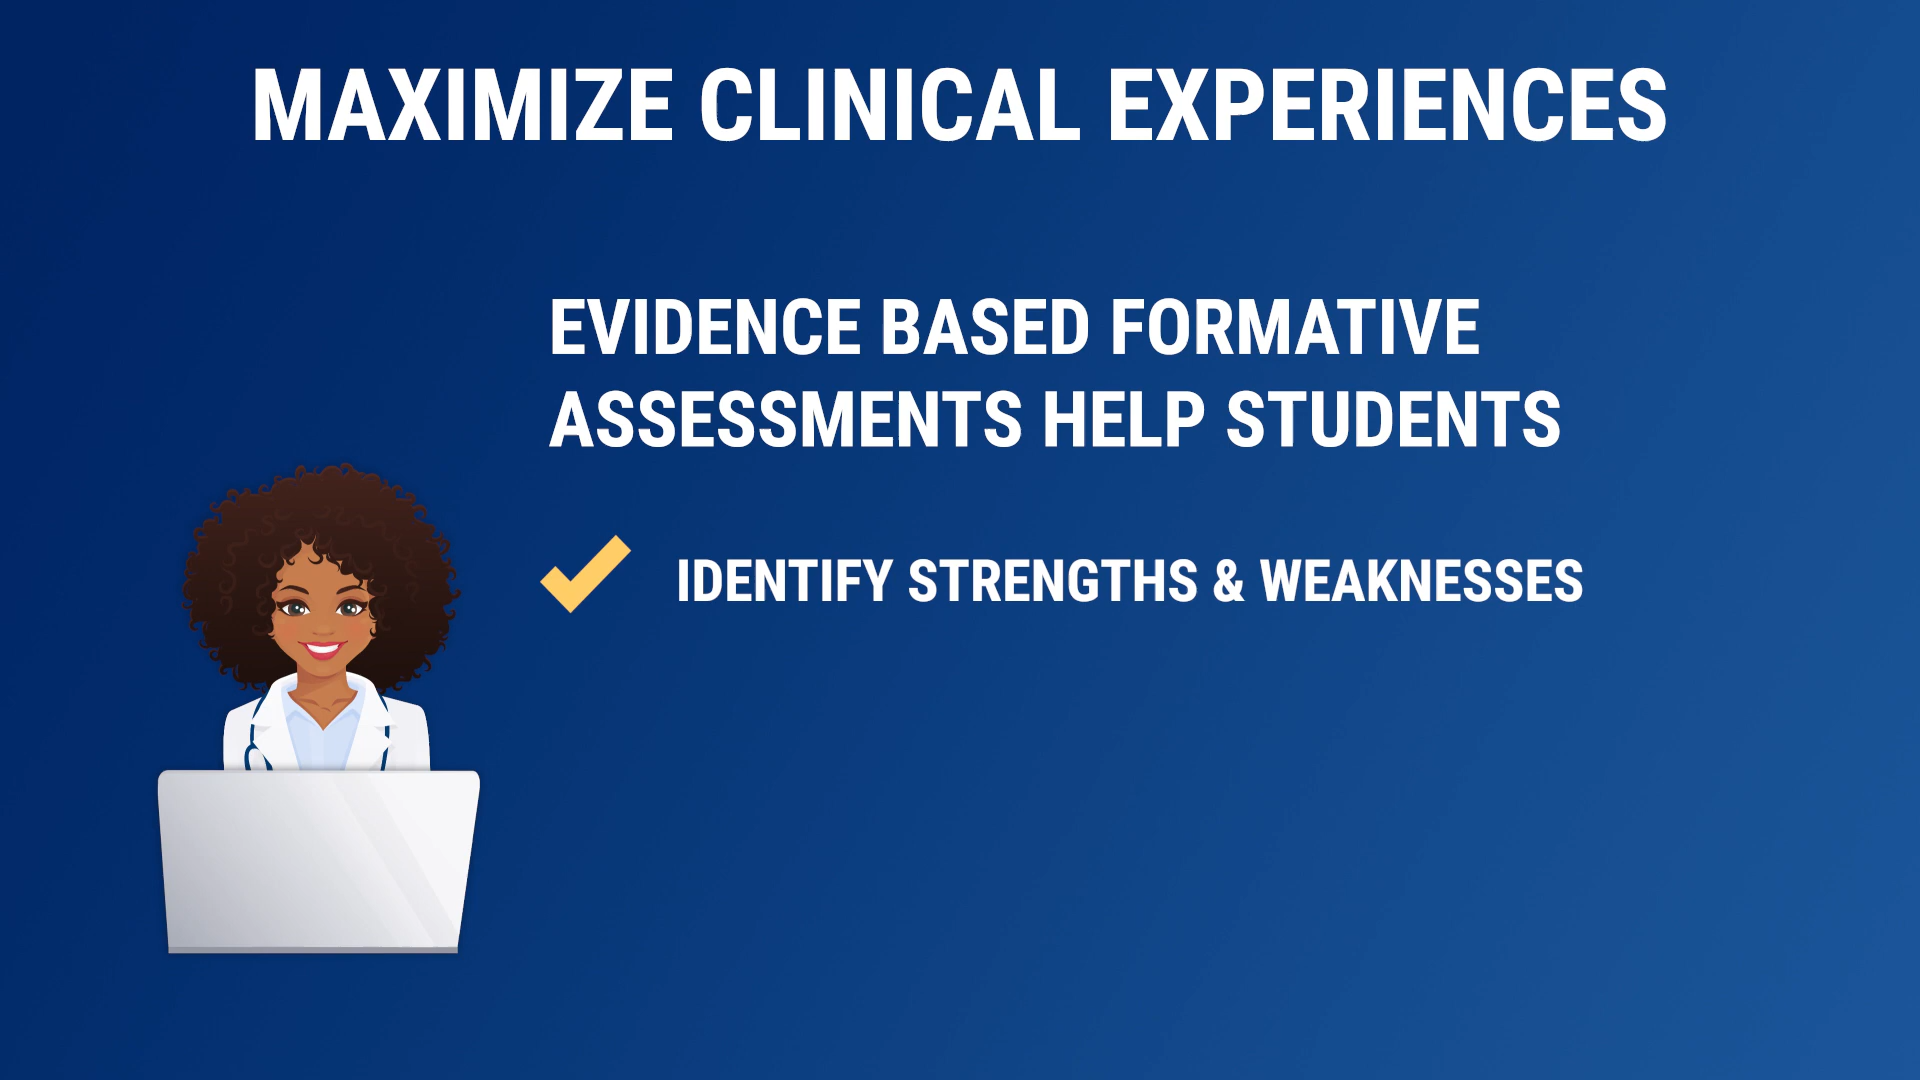 MAXIMIZE CLINICAL EXPERIENCES
EVIDENCE BASED FORMATIVE
ASSESSMENTS HELP STUDENTS
IDENTIFY STRENGTHS & WEAKNESSES